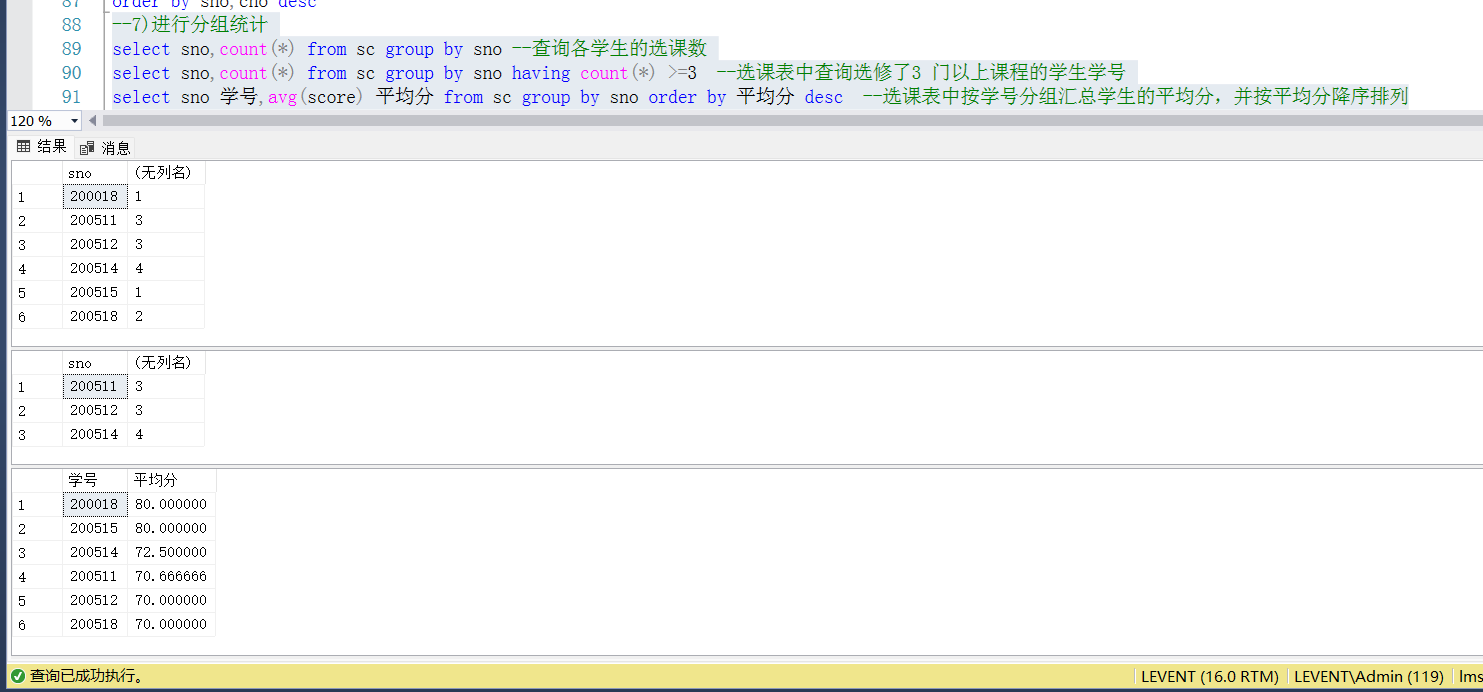 87 order by sno,cno desc
88 --7)进行分组统计
89 select sno,count(*) from sc group by sno --查询各学生的选课数
90 select sno,count(*) from sc group by sno having count(*) >=3 --选课表中查询选修了3 门以上课程的学生学号
91 select sno 学号,avg(score) 平均分 from sc group by sno order by 平均分 desc --选课表中按学号分组汇总学生的平均分，并按平均分降序排列
120 %
结果 消息
sno (无列名)
1 200018 1
2 200511 3
3 200512 3
4 200514 4
5 200515 1
6 200518 2
sno (无列名)
1 200511 3
2 200512 3
3 200514 4
学号 平均分
1 200018 80.000000
2 200515 80.000000
3 200514 72.500000
4 200511 70.666666
5 200512 70.000000
6 200518 70.000000
查询已成功执行。 LEVENT (16.0 RTM) LEVENT\Admin (119) lms